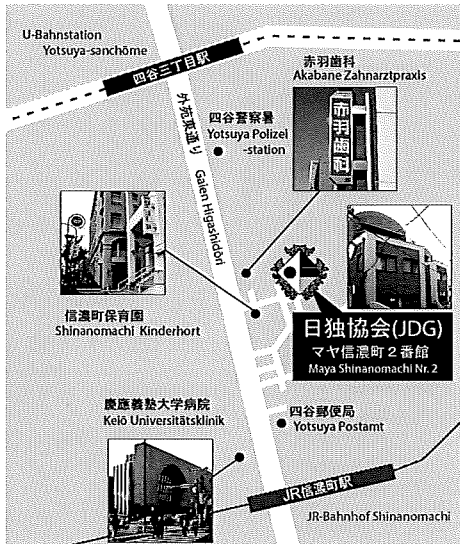 U-Bahnstation
Yotsuya-sanchōme
四谷三丁目駅
赤羽歯科
Akabane Zahnarztpraxis
赤羽歯科
外苑東通り
Gaien Higashidōri
四谷警察暑
Yotsuya Polizei
-station
信濃町保育園
Shinanomachi Kinderhort
日独協会(JDG)
マヤ信濃町２番館
Maya Shinanomachi Nr. 2
慶應義塾大学病院
Keiō Universitätsklinik
四谷郵便局
Yotsuya Postamt
JR信濃町駅
JR-Bahnhof Shinanomachi